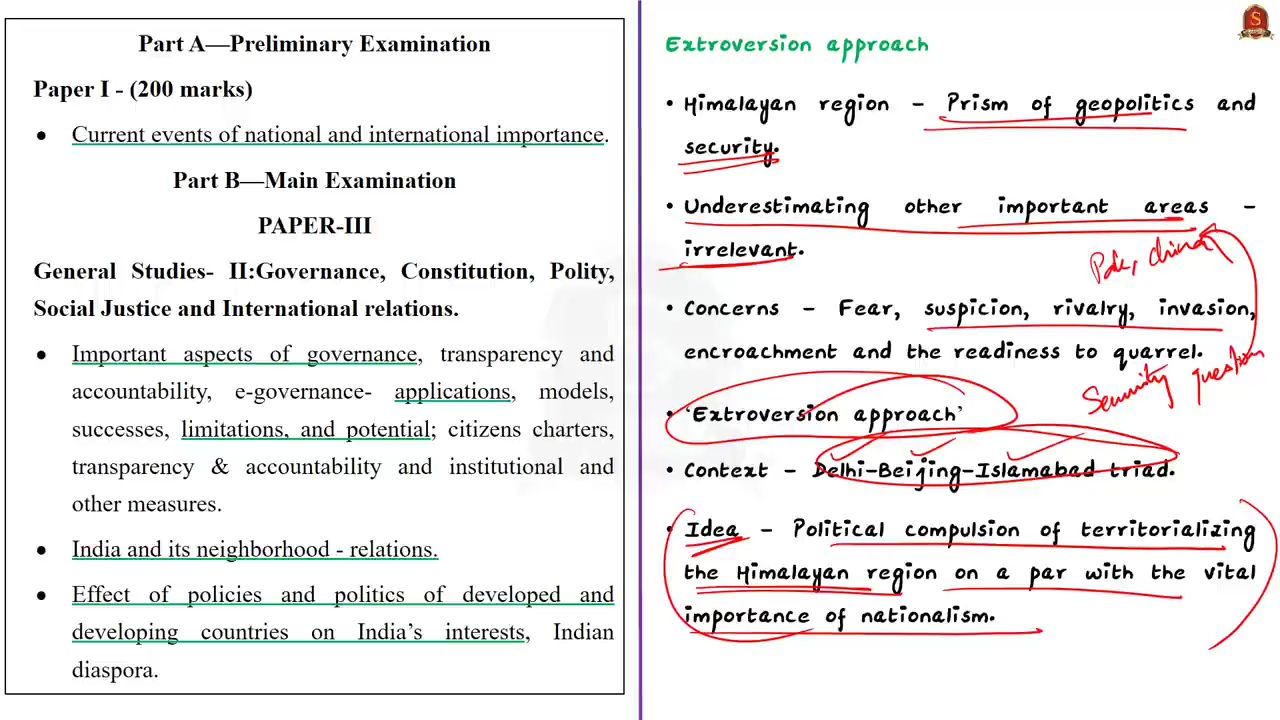 Part A—Preliminary Examination
Paper I - (200 marks)
● Current events of national and international importance.
Part B—Main Examination
PAPER-III
General Studies- II:Governance, Constitution, Polity,
Social Justice and International relations.
● Important aspects of governance, transparency and
accountability, e-governance- applications, models,
successes, limitations, and potential; citizens charters,
transparency & accountability and institutional and
other measures.
● India and its neighborhood - relations.
● Effect of policies and politics of developed and
developing countries on India's interests, Indian
diaspora.
Extroversion approach
• Himalayan region – Prism of geopolitics and
security.
• Underestimating other important areas –
irrelevant.
Pak, china
• Concerns – Fear, suspicion, rivalry, invasion,
encroachment and the readiness to quarrel.
Security question
• 'Extroversion approach'
• Context – Delhi-Beijing-Islamabad triad.
• Idea – Political compulsion of territorializing
the Himalayan region on a par with the vital
importance of nationalism.
S